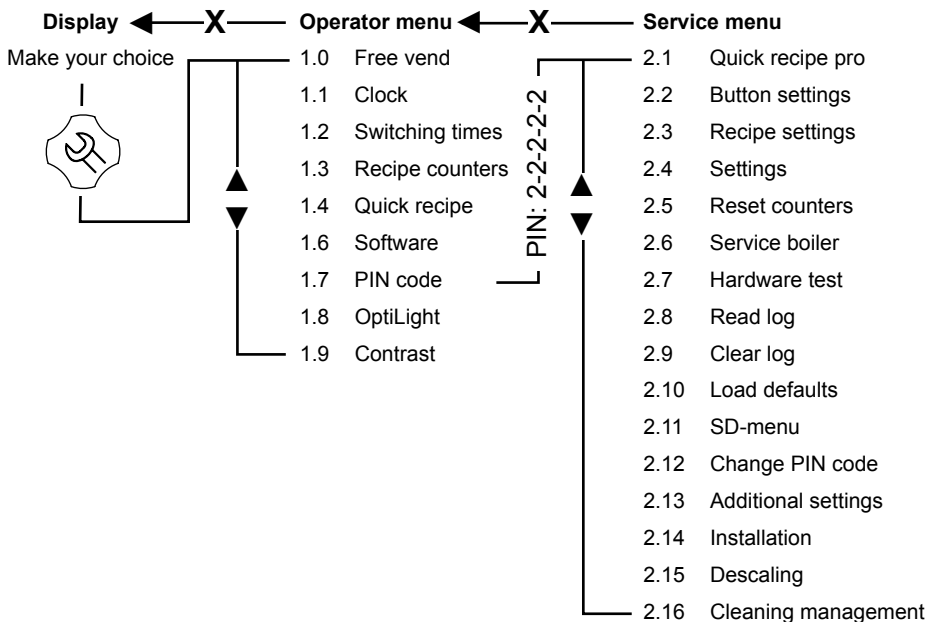 Display X Operator menu X Service menu
Make your choice
1.0 Free vend
1.1 Clock
1.2 Switching times
1.3 Recipe counters
1.4 Quick recipe
1.6 Software
1.7 PIN code
1.8 OptiLight
1.9 Contrast
PIN: 2-2-2-2-2-2
2.1 Quick recipe pro
2.2 Button settings
2.3 Recipe settings
2.4 Settings
2.5 Reset counters
2.6 Service boiler
2.7 Hardware test
2.8 Read log
2.9 Clear log
2.10 Load defaults
2.11 SD-menu
2.12 Change PIN code
2.13 Additional settings
2.14 Installation
2.15 Descaling
2.16 Cleaning management